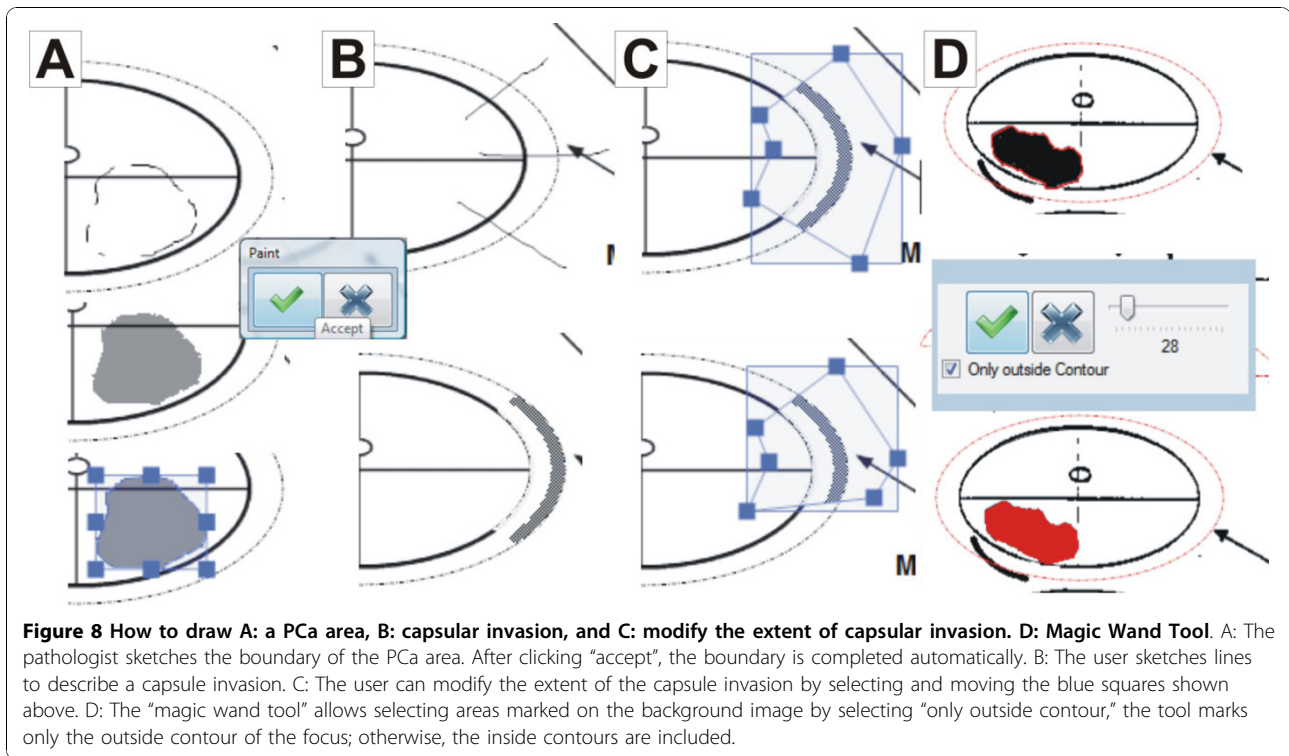 A
B
C
D
Paint
Accept
M
M
28
Only outside Contour
Figure 8 How to draw A: a PCa area, B: capsular invasion, and C: modify the extent of capsular invasion. D: Magic Wand Tool. A: The
pathologist sketches the boundary of the PCa area. After clicking “accept”, the boundary is completed automatically. B: The user sketches lines
to describe a capsule invasion. C: The user can modify the extent of the capsule invasion by selecting and moving the blue squares shown
above. D: The “magic wand tool” allows selecting areas marked on the background image by selecting “only outside contour,” the tool marks
only the outside contour of the focus; otherwise, the inside contours are included.